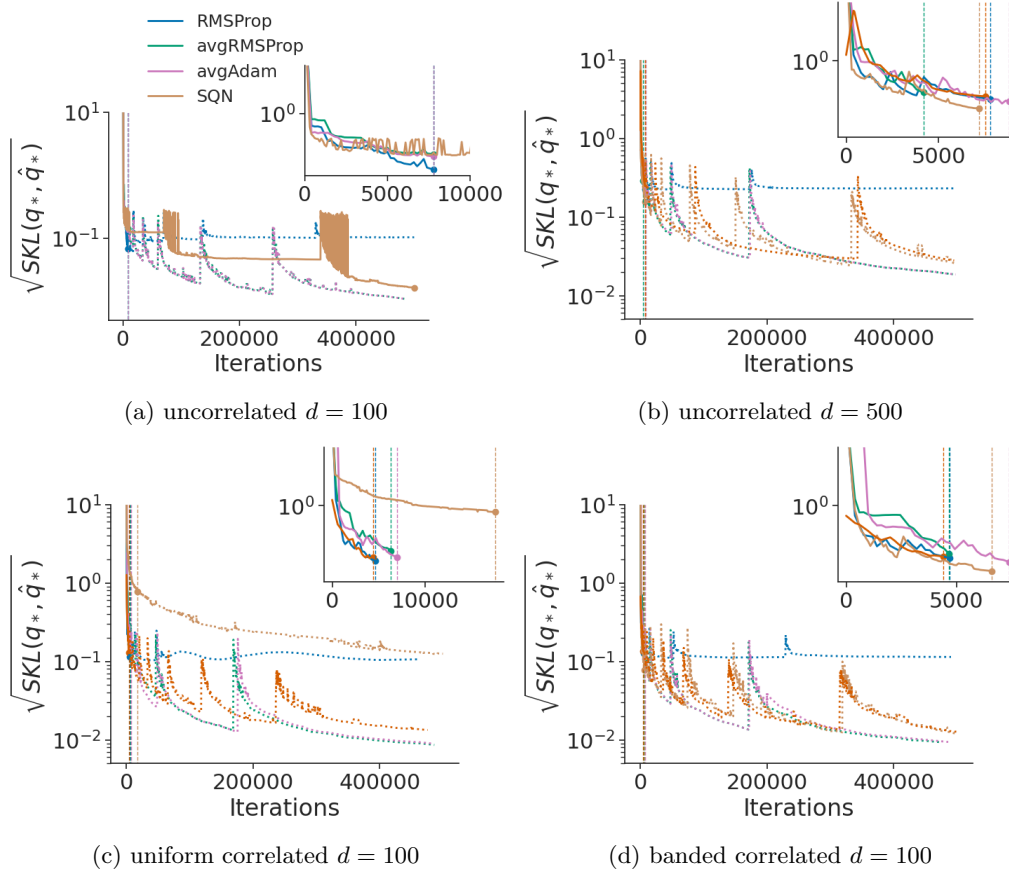 RMSProp
avgRMSProp
avgAdam
SQN
10^1
10^-1
√SKL(q_*, q̂_*)
0 200000 400000
Iterations
10^0
0 5000 10000
(a) uncorrelated d = 100
10^1
10^0
10^-1
10^-2
√SKL(q_*, q̂_*)
0 200000 400000
Iterations
10^0
0 5000
(b) uncorrelated d = 500
10^1
10^0
10^-1
10^-2
√SKL(q_*, q̂_*)
0 200000 400000
Iterations
10^0
0 10000
(c) uniform correlated d = 100
10^1
10^0
10^-1
10^-2
√SKL(q_*, q̂_*)
0 200000 400000
Iterations
10^0
0 5000
(d) banded correlated d = 100